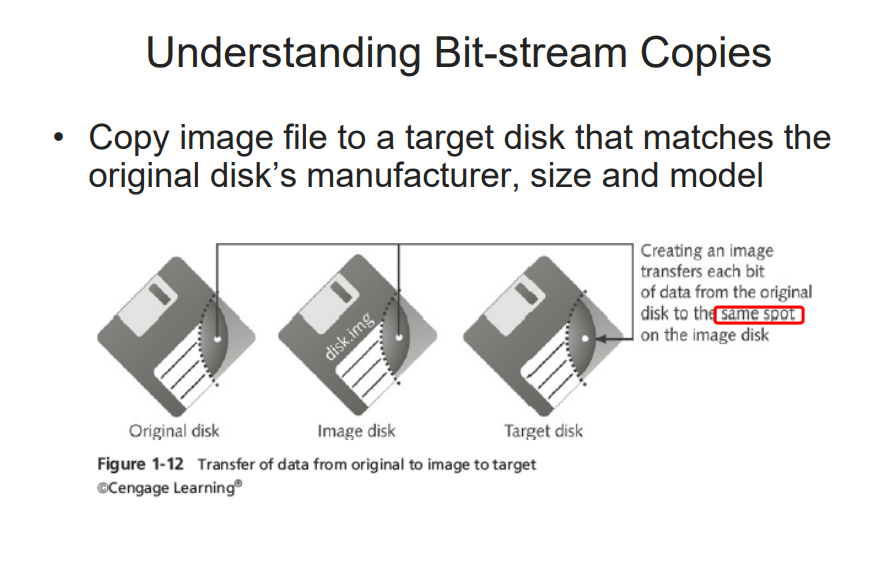 Understanding Bit-stream Copies
• Copy image file to a target disk that matches the
original disk’s manufacturer, size and model
Creating an image
transfers each bit
of data from the original
disk to the same spot
on the image disk
disk.img
Original disk
Image disk
Target disk
Figure 1-12 Transfer of data from original to image to target
©Cengage Learning®